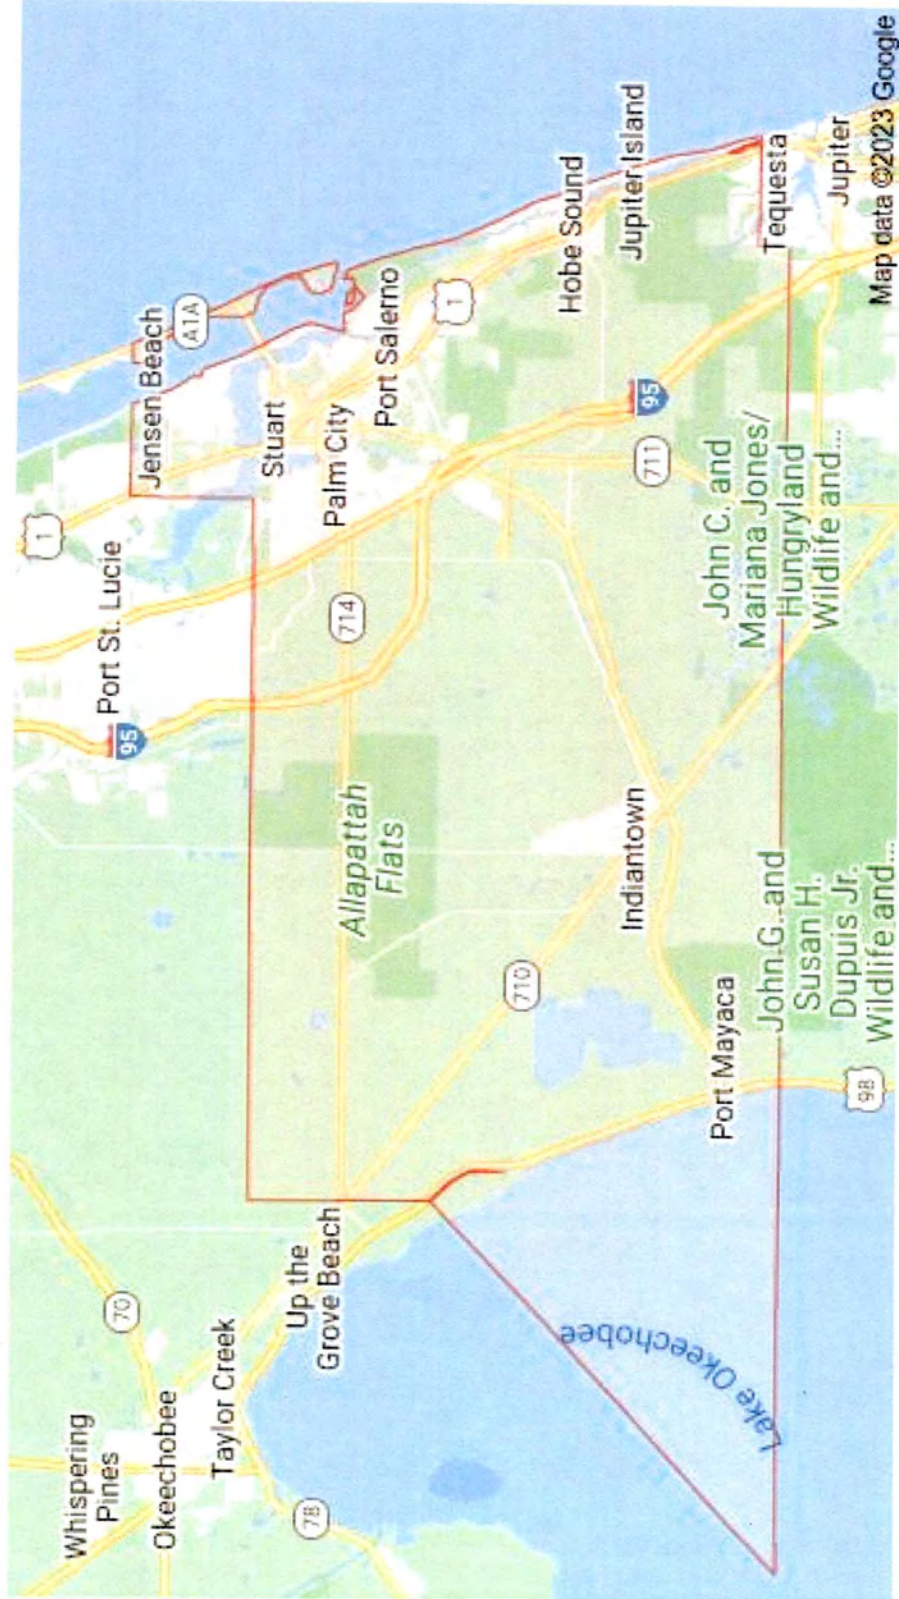 Whispering
Pines
Okeechobee
Taylor Creek
70
78
Up the
Grove Beach
Lake Okeechobee
Port Mayaca
98
710
Allapattah
Flats
Indiantown
John G. and
Susan H.
Dupuis Jr.
Wildlife and...
95
Port St. Lucie
1
714
Palm City
Stuart
Jensen Beach
A1A
Port Salerno
1
711
95
John C. and
Mariana Jones/
Hungryland
Wildlife and...
Hobe Sound
Jupiter Island
Tequesta
Jupiter
Map data ©2023 Google